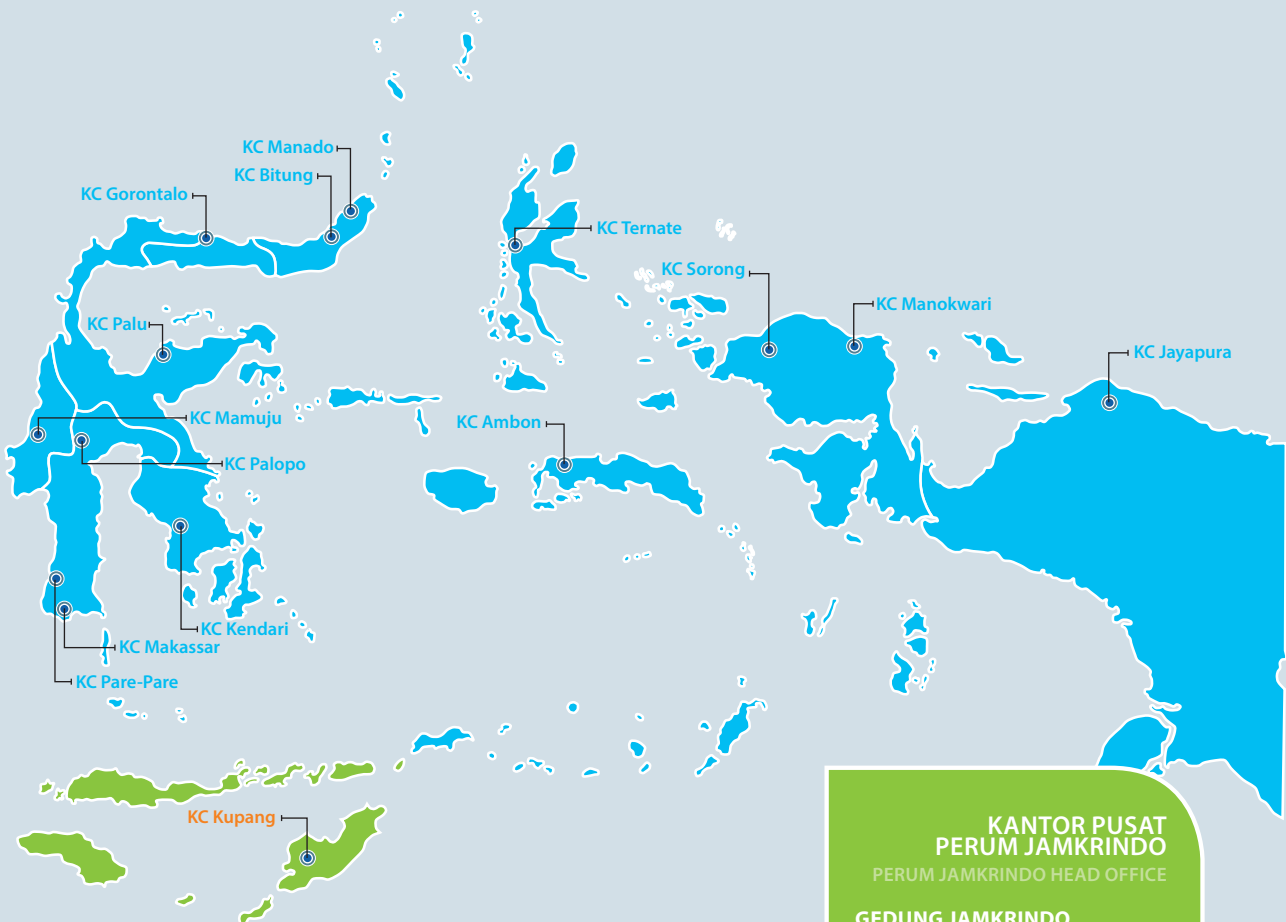 KC Manado
KC Bitung
KC Gorontalo
KC Ternate
KC Sorong
KC Manokwari
KC Palu
KC Jayapura
KC Mamuju
KC Ambon
KC Palopo
KC Kendari
KC Makassar
KC Pare-Pare
KC Kupang
KANTOR PUSAT
PERUM JAMKRINDO
PERUM JAMKRINDO HEAD OFFICE
GEDUNG JAMKRINDO